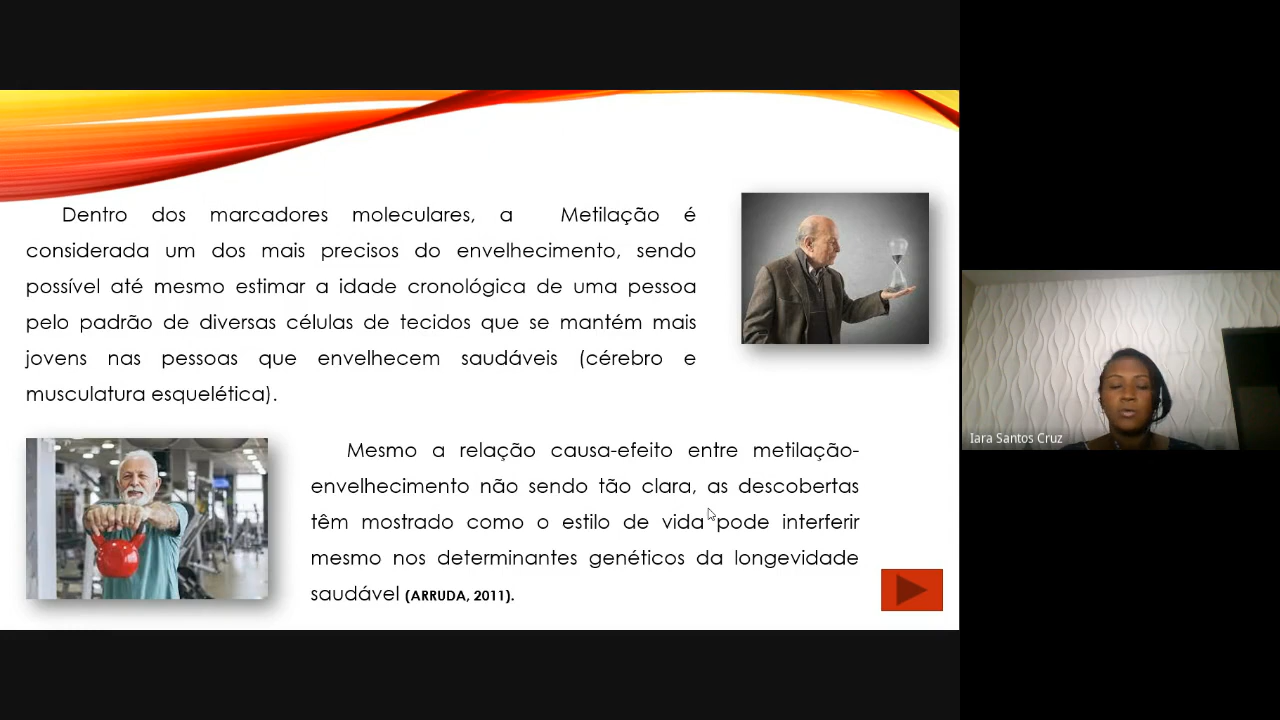 Dentro dos marcadores moleculares, a Metilação é
considerada um dos mais precisos do envelhecimento, sendo
possível até mesmo estimar a idade cronológica de uma pessoa
pelo padrão de diversas células de tecidos que se mantém mais
jovens nas pessoas que envelhecem saudáveis (cérebro e
musculatura esquelética).
Mesmo a relação causa-efeito entre metilação-
envelhecimento não sendo tão clara, as descobertas
têm mostrado como o estilo de vida pode interferir
mesmo nos determinantes genéticos da longevidade
saudável (ARRUDA, 2011).
Iara Santos Cruz